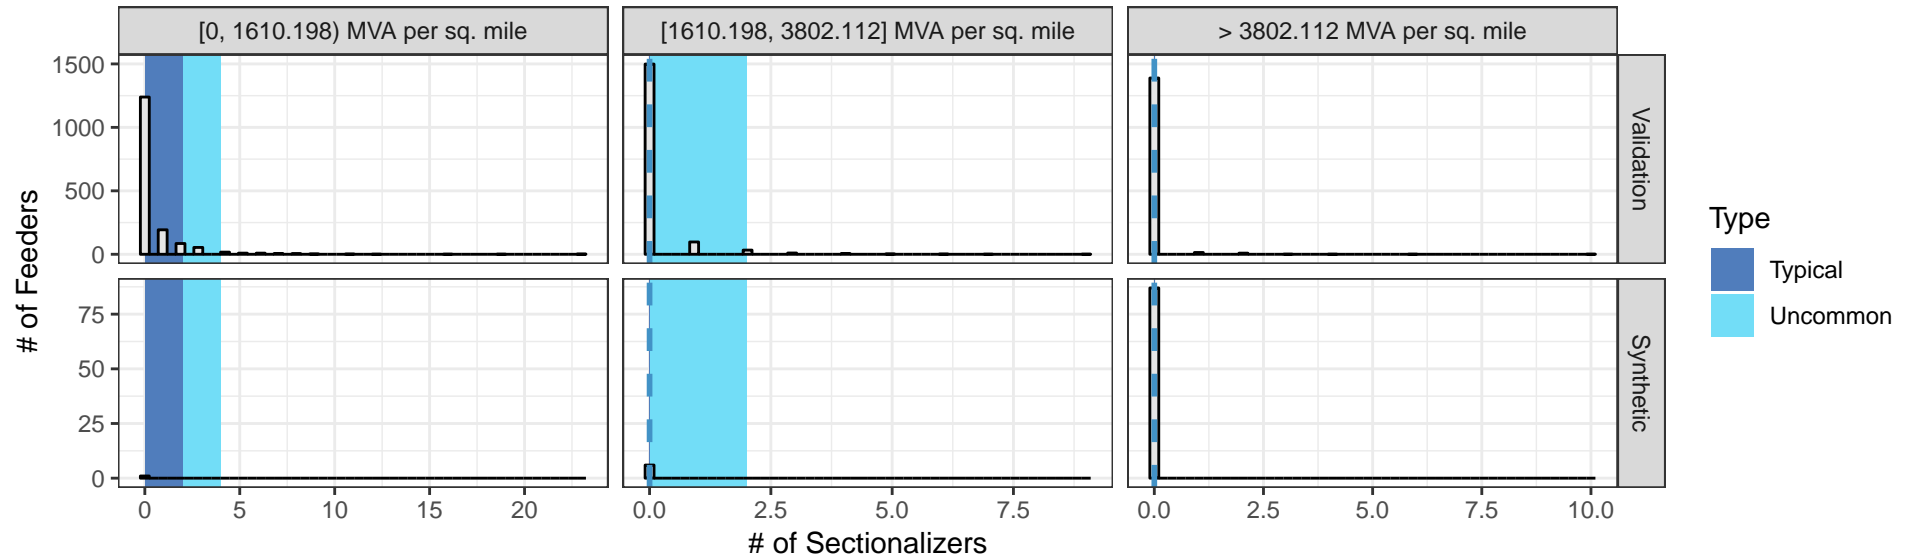 [0, 1610.198) MVA per sq. mile
[1610.198, 3802.112] MVA per sq. mile
> 3802.112 MVA per sq. mile
# of Feeders
1500
1000
500
0
Validation
75
50
25
0
Synthetic
0 5 10 15 20
0.0 2.5 5.0 7.5
0.0 2.5 5.0 7.5 10.0
# of Sectionalizers
Type
Typical
Uncommon